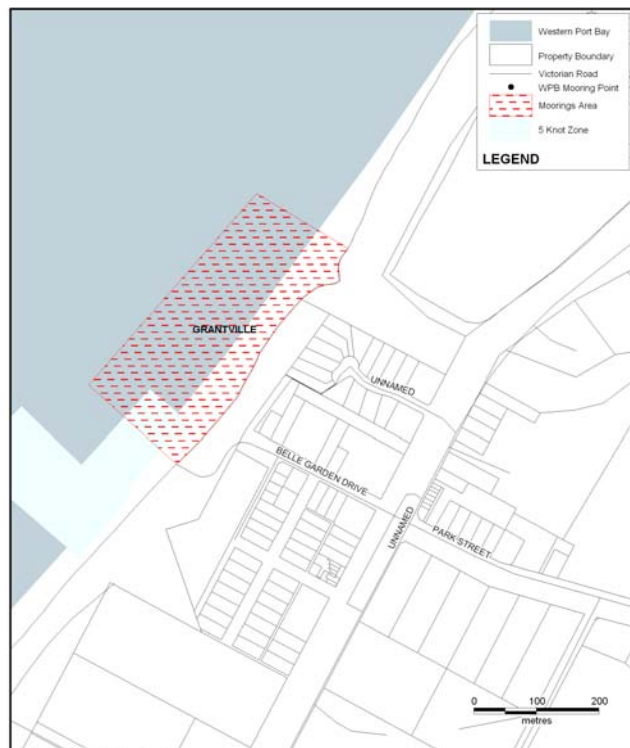 Western Port Bay
Property Boundary
Victorian Road
WPB Mooring Point
Moorings Area
5 Knot Zone
LEGEND
GRANTVILLE
UNNAMED
BELLE GARDEN DRIVE
UNNAMED
PARK STREET
0 100 200
metres